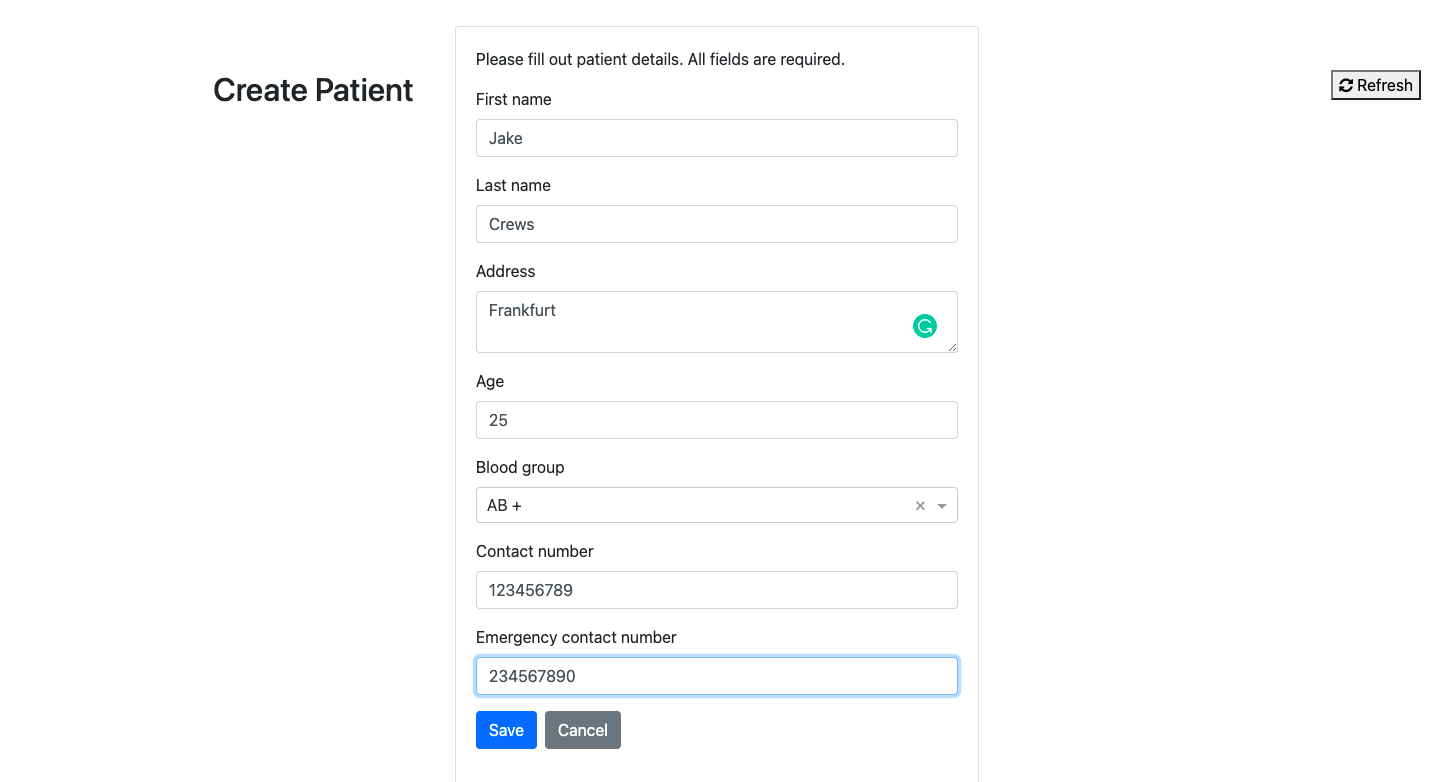 Create Patient
Refresh
Please fill out patient details. All fields are required.
First name
Jake
Last name
Crews
Address
Frankfurt
Age
25
Blood group
AB +
Contact number
123456789
Emergency contact number
234567890
Save Cancel